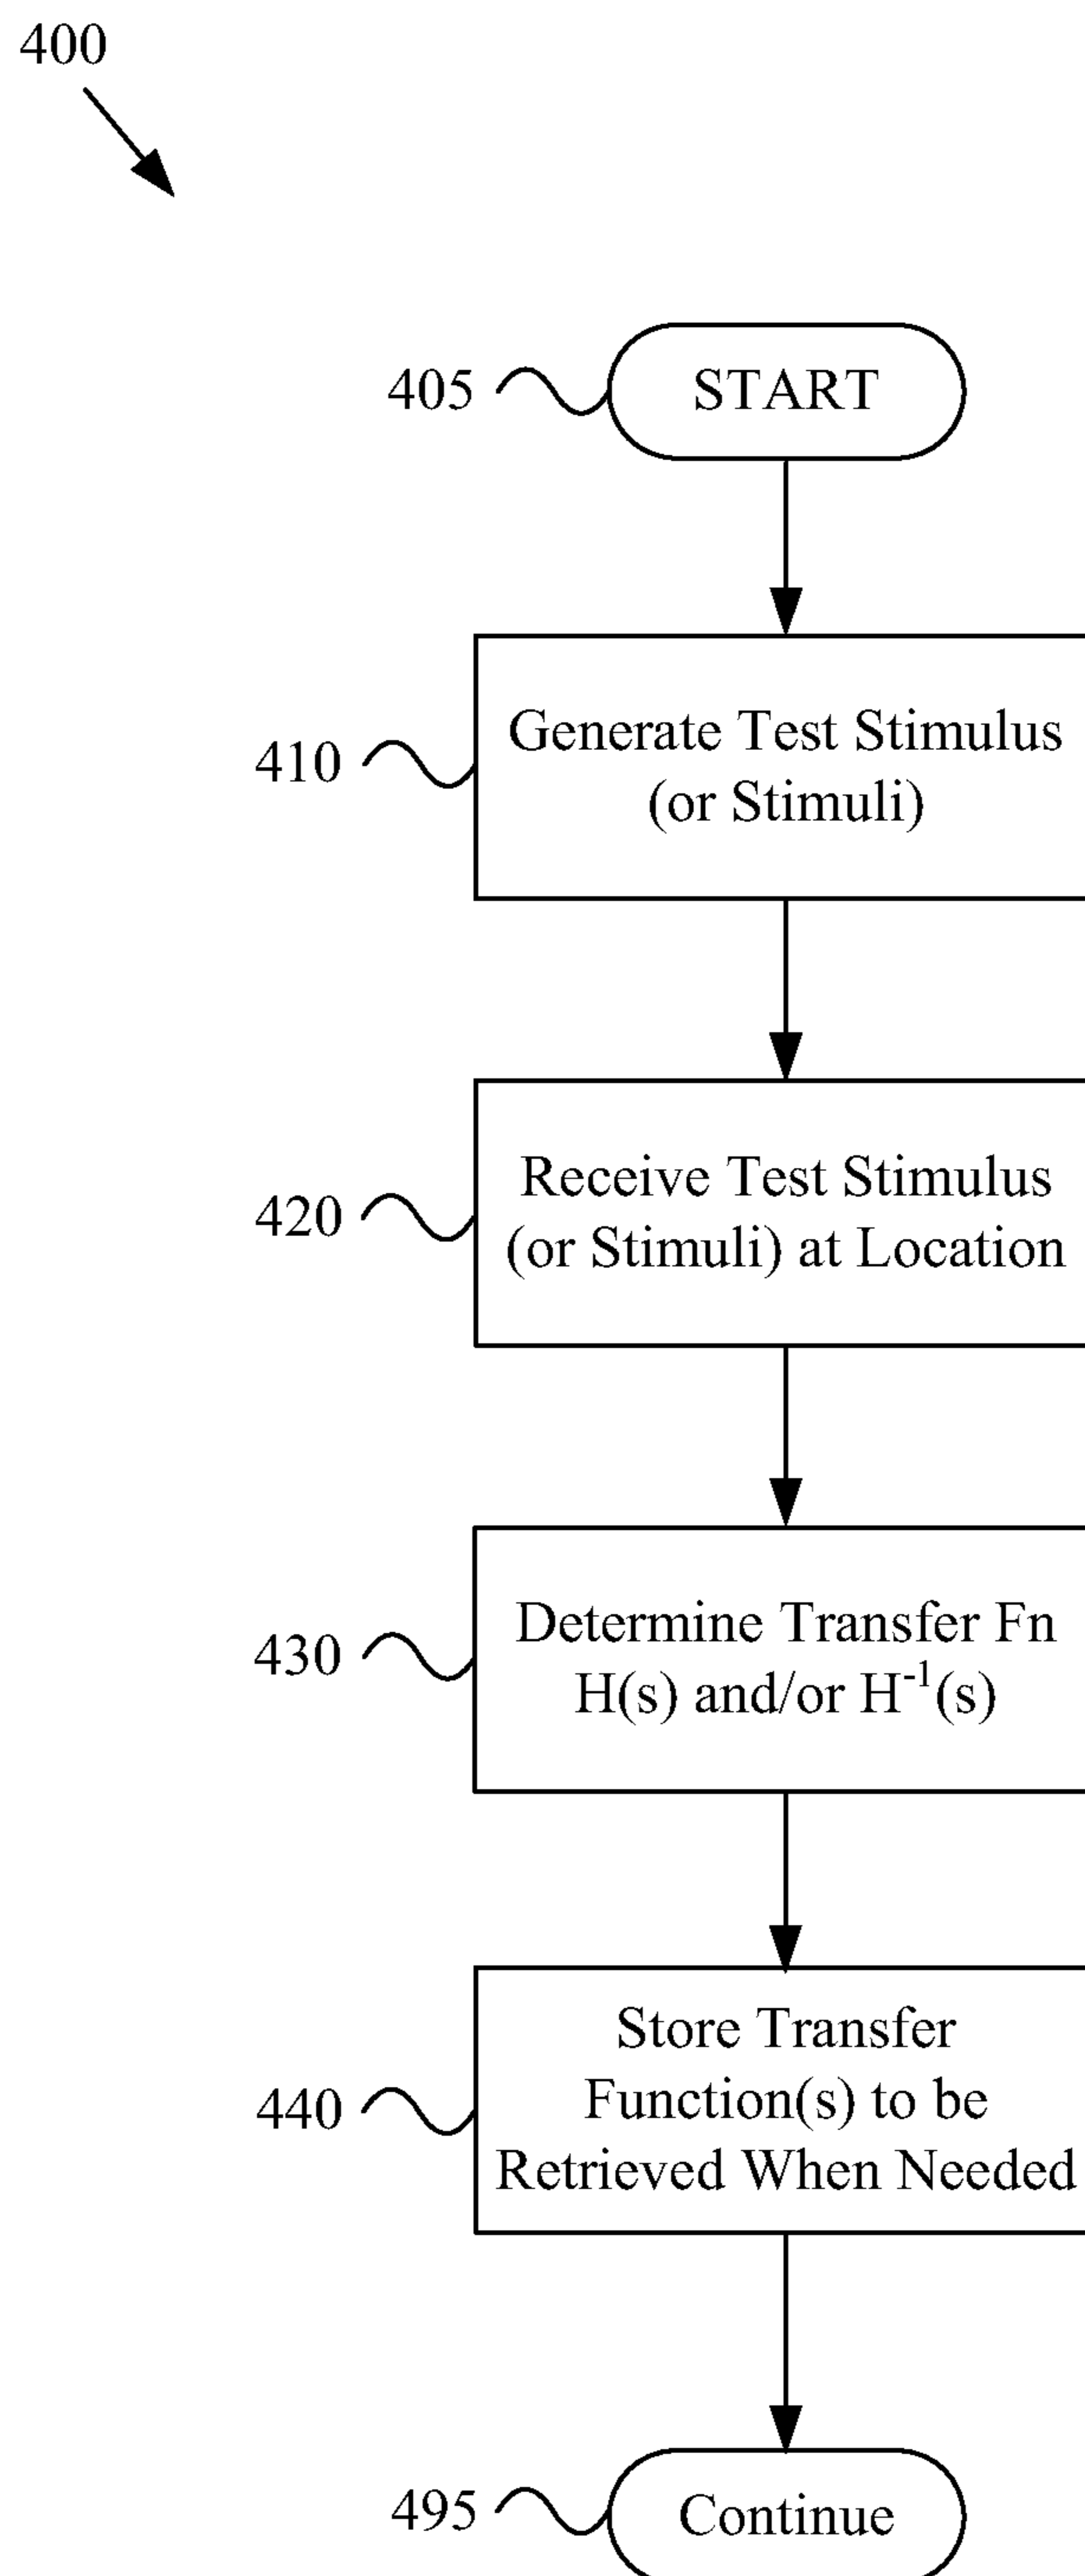 400
405
START
410
Generate Test Stimulus
(or Stimuli)
420
Receive Test Stimulus
(or Stimuli) at Location
430
Determine Transfer Fn
H(s) and/or H⁻¹(s)
440
Store Transfer
Function(s) to be
Retrieved When Needed
495
Continue